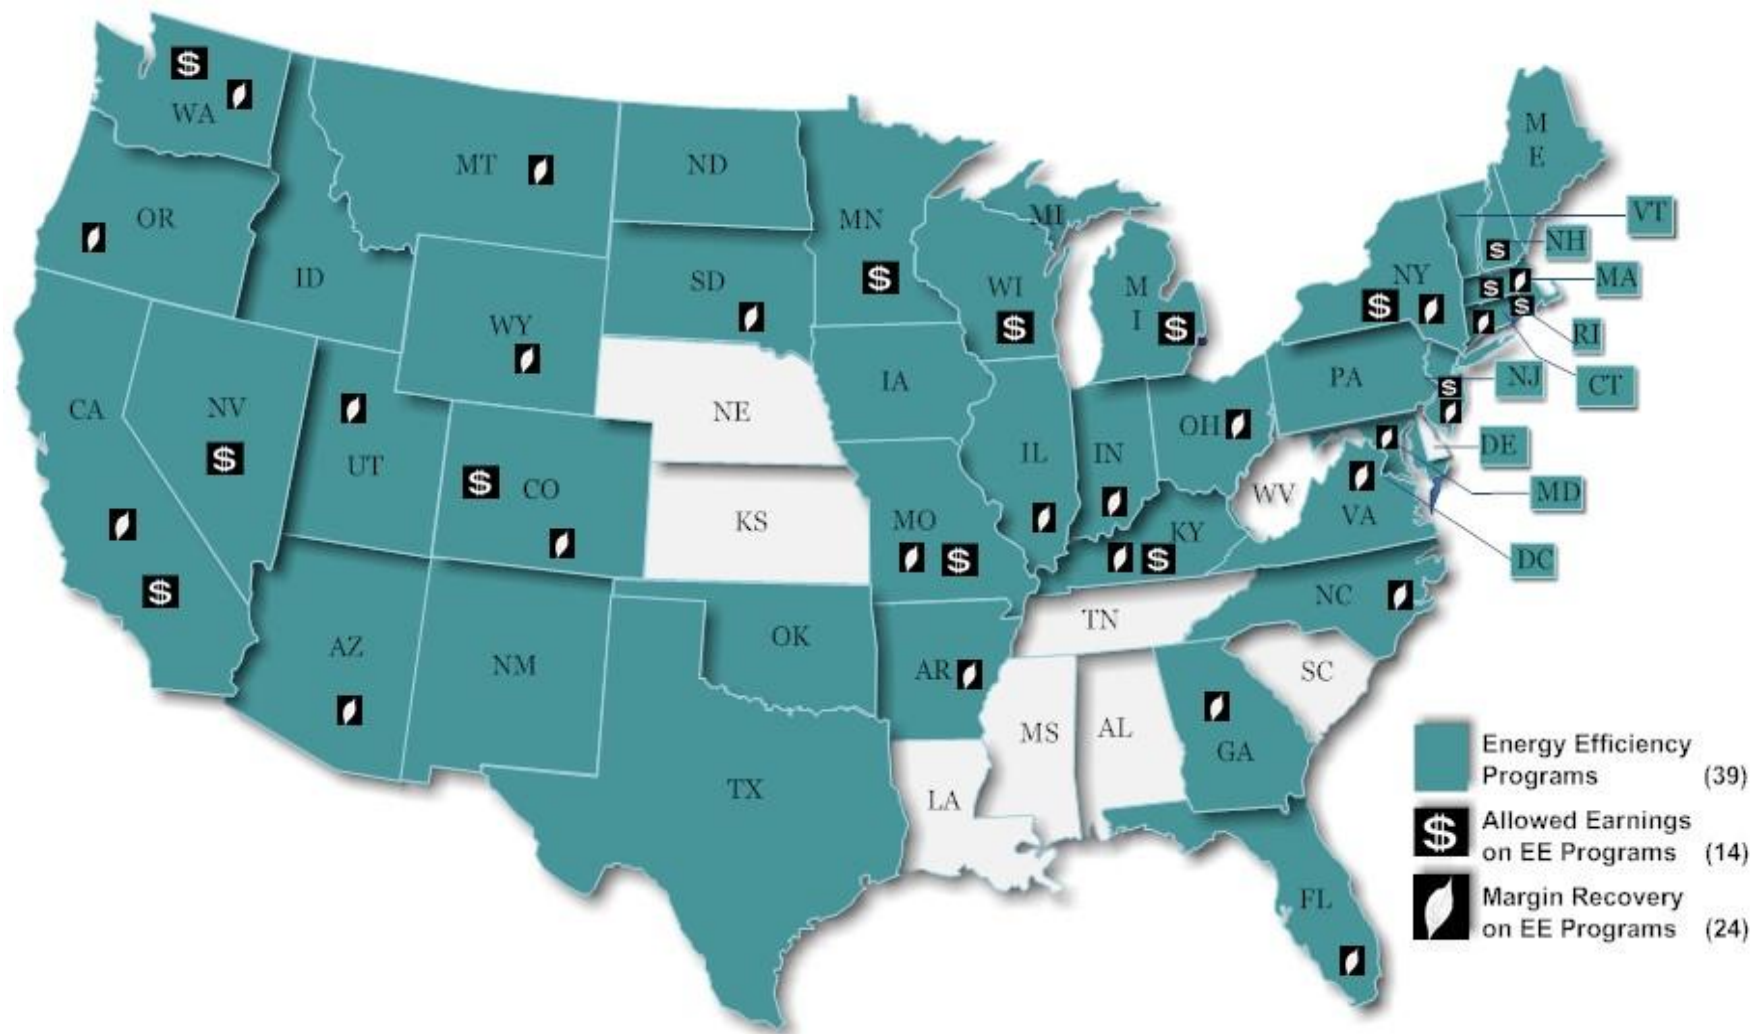 WA
MT
ND
M
E
OR
MN
MI
VT
ID
SD
WI
M
I
NY
NH
MA
WY
RI
CA
NV
NE
IA
PA
NJ
CT
UT
CO
IL
IN
OH
DE
KS
MO
WV
VA
MD
KY
DC
AZ
NM
OK
AR
TN
NC
SC
TX
LA
MS
AL
GA
FL
Energy Efficiency
Programs (39)
$ Allowed Earnings
on EE Programs (14)
Margin Recovery
on EE Programs (24)
$
$
$
$
$
$
$
$
$
$
$
$
$
$